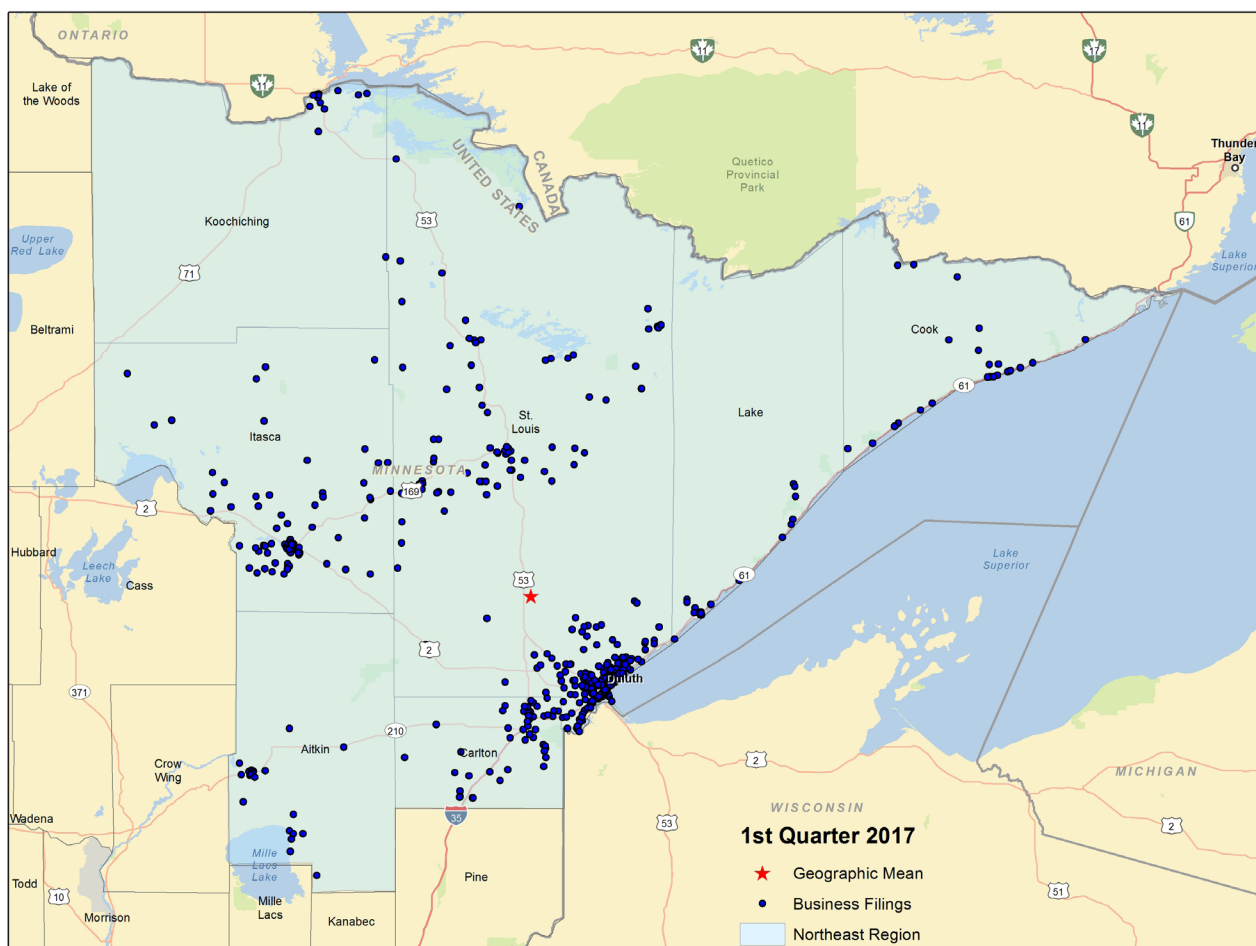 ONTARIO
Lake of
the Woods
11
11
17
11
Thunder
Bay
Quetico
Provincial
Park
UNITED STATES
CANADA
61
Koochiching
53
Upper
Red Lake
71
Lake
Superior
Beltrami
Cook
61
Lake
St.
Louis
Itasca
MINNESOTA
169
2
Hubbard
Leech
Lake
Cass
Lake
Superior
53
61
2
371
Duluth
210
Aitkin
Carlton
Crow
Wing
2
MICHIGAN
Wadena
35
WISCONSIN
53
2
1st Quarter 2017
Mille
Lacs
Lake
Geographic Mean
Todd
10
Pine
51
Mille
Lacs
Business Filings
Morrison
Kanabec
Northeast Region